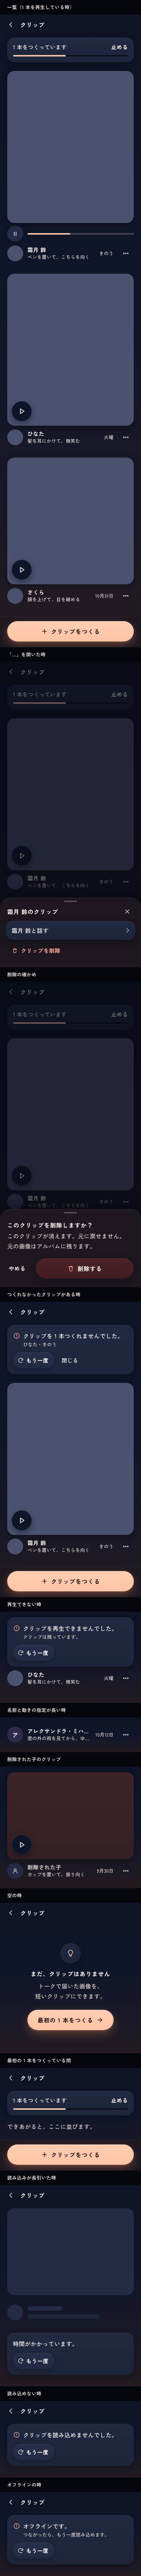 一覧（1 本を再生している時）
クリップ
1 本をつくっています
止める
霜月 鈴
ペンを置いて、こちらを向く
きのう
ひなた
髪を耳にかけて、微笑む
火曜
さくら
顔を上げて、目を細める
10月31日
クリップをつくる
「…」を開いた時
クリップ
1 本をつくっています
止める
霜月 鈴
ペンを置いて、こちらを向く
きのう
霜月 鈴のクリップ
霜月 鈴と話す
クリップを削除
削除の確かめ
クリップ
1 本をつくっています
止める
霜月 鈴
ペンを置いて、こちらを向く
きのう
このクリップを削除しますか？
このクリップが消えます。元に戻せません。
元の画像はアルバムに残ります。
やめる
削除する
つくれなかったクリップがある時
クリップ
クリップを 1 本つくれませんでした。
ひなた・きのう
もう一度
閉じる
霜月 鈴
ペンを置いて、こちらを向く
きのう
クリップをつくる
再生できない時
クリップを再生できませんでした。
クリップは残っています。
もう一度
ひなた
髪を耳にかけて、微笑む
火曜
名前と動きの指定が長い時
アレクサンドラ・ミハ…
窓の外の雨を見てから、ゆ…
10月12日
削除された子のクリップ
削除された子
カップを置いて、振り向く
9月30日
空の時
クリップ
まだ、クリップはありません
トークで届いた画像を、
短いクリップにできます。
最初の 1 本をつくる
最初の 1 本をつくっている間
クリップ
1 本をつくっています
止める
できあがると、ここに並びます。
クリップをつくる
読み込みが長引いた時
クリップ
時間がかかっています。
もう一度
読み込めない時
クリップ
クリップを読み込めませんでした。
もう一度
オフラインの時
クリップ
オフラインです。
つながったら、もう一度読み込めます。
もう一度